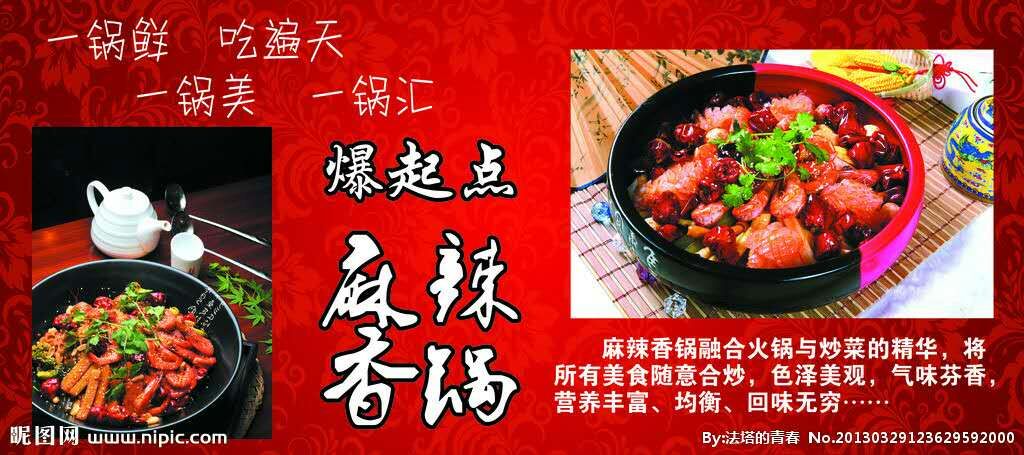 一锅鲜 吃遍天
一锅美 一锅汇
爆起点
麻辣
香锅
麻辣香锅融合火锅与炒菜的精华，将
所有美食随意合炒，色泽美观，气味芬香，
营养丰富、均衡、回味无穷……
昵图网 www.nipic.com
By:法塔的青春 No.20130329123629592000